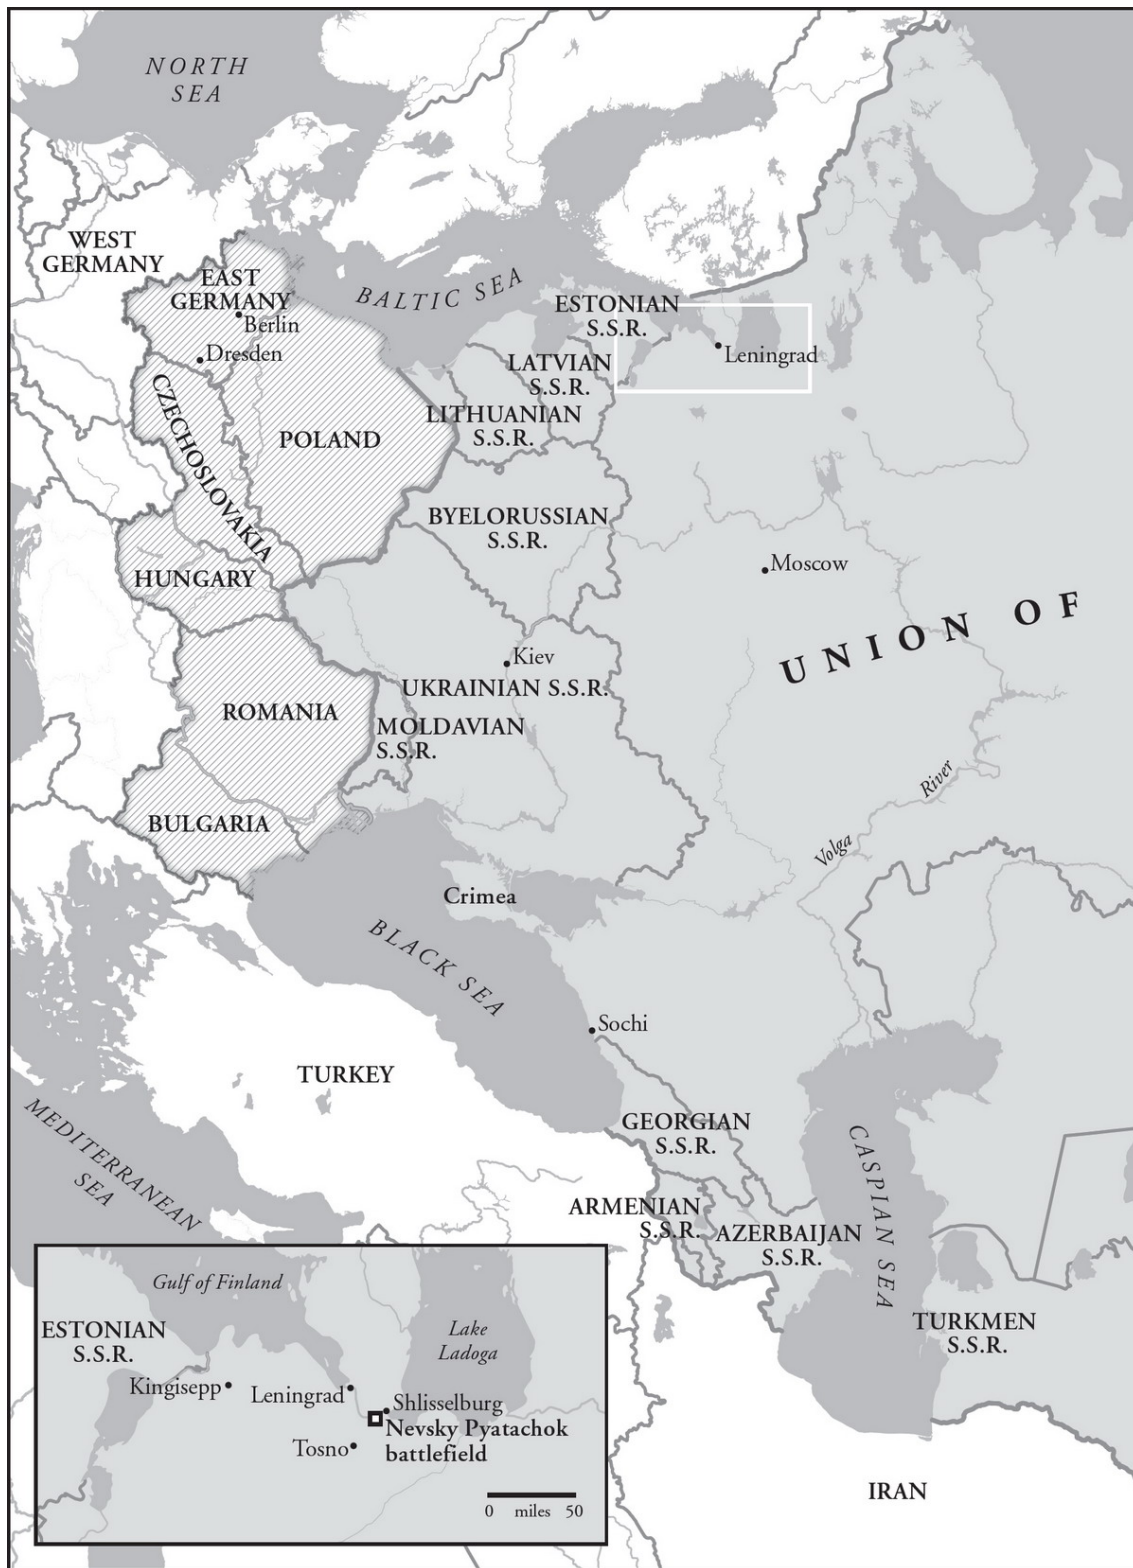 NORTH
SEA
WEST
GERMANY
EAST
GERMANY
Berlin
Dresden
BALTIC SEA
ESTONIAN
S.S.R.
Leningrad
LATVIAN
S.S.R.
LITHUANIAN
S.S.R.
CZECHOSLOVAKIA
POLAND
BYELORUSSIAN
S.S.R.
Moscow
HUNGARY
UNION OF
Kiev
UKRAINIAN S.S.R.
ROMANIA
MOLDAVIAN
S.S.R.
Volga
River
BULGARIA
Crimea
BLACK SEA
Sochi
TURKEY
GEORGIAN
S.S.R.
CASPIAN SEA
MEDITERRANEAN
SEA
ARMENIAN
S.S.R.
AZERBAIJAN
S.S.R.
TURKMEN
S.S.R.
IRAN
Gulf of Finland
ESTONIAN
S.S.R.
Lake
Ladoga
Kingisepp
Leningrad
Shlisselburg
Nevsky Pyatachok
battlefield
Tosno
0 miles 50